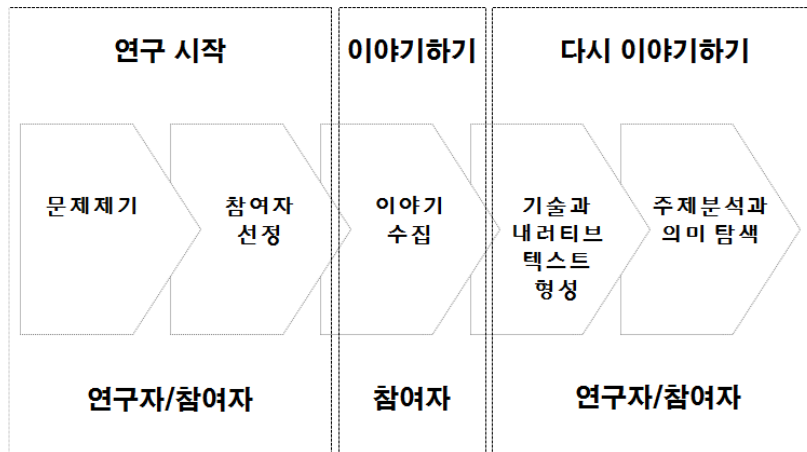 연구 시작
이야기하기
다시 이야기하기
문제제기
참여자
선정
이야기
수집
기술과
내러티브
텍스트
형성
주제분석과
의미 탐색
연구자/참여자
참여자
연구자/참여자